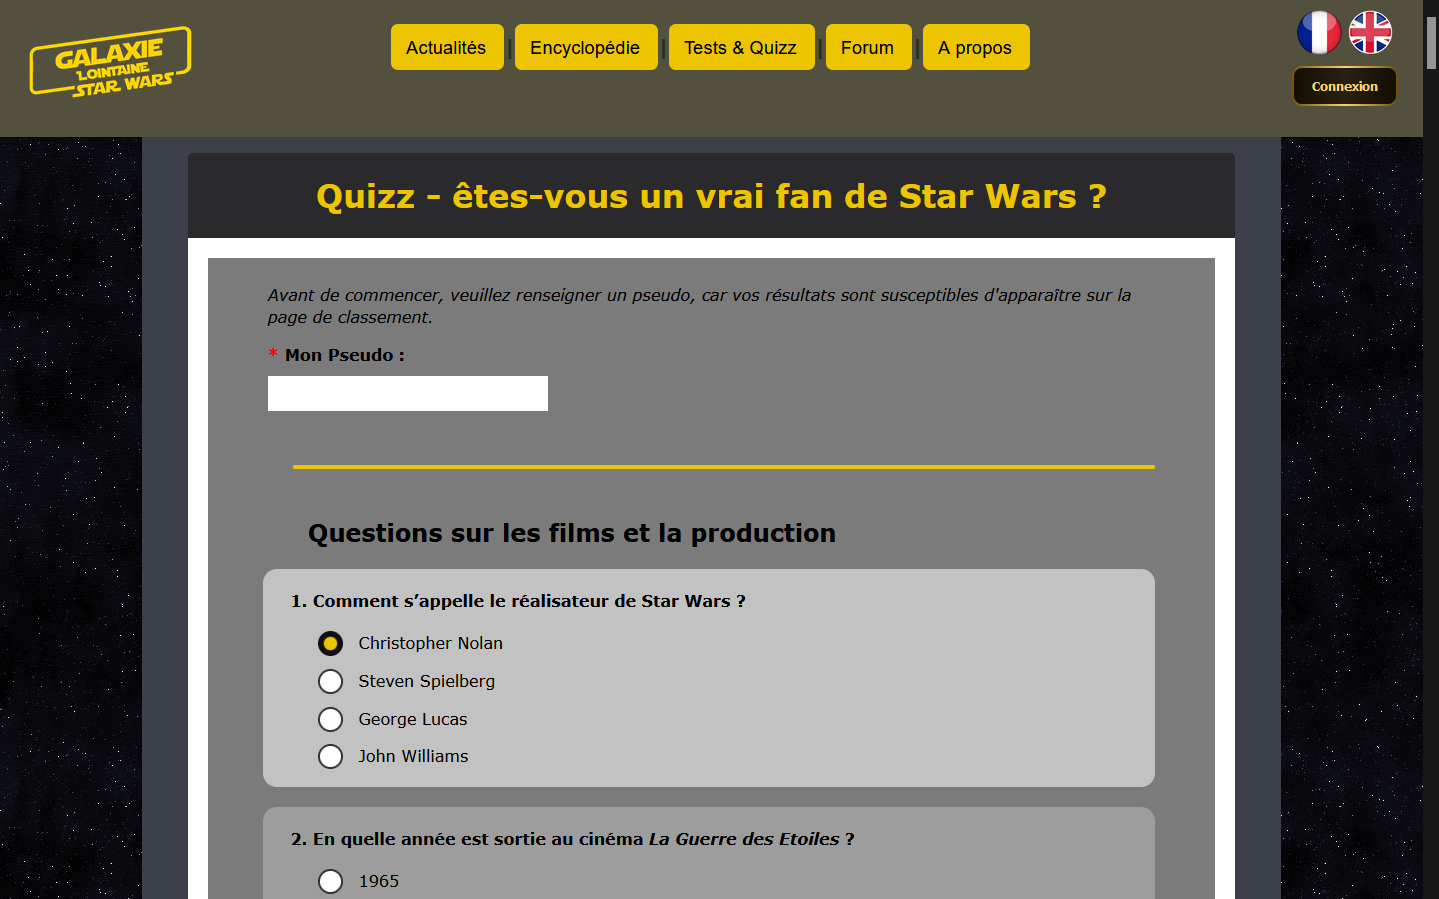 GALAXIE
LOINTAINE
STAR WARS
Actualités | Encyclopédie | Tests & Quizz | Forum | A propos
Connexion
Quizz - êtes-vous un vrai fan de Star Wars ?
Avant de commencer, veuillez renseigner un pseudo, car vos résultats sont susceptibles d'apparaître sur la
page de classement.
* Mon Pseudo :
Questions sur les films et la production
1. Comment s’appelle le réalisateur de Star Wars ?
Christopher Nolan
Steven Spielberg
George Lucas
John Williams
2. En quelle année est sortie au cinéma La Guerre des Etoiles ?
1965